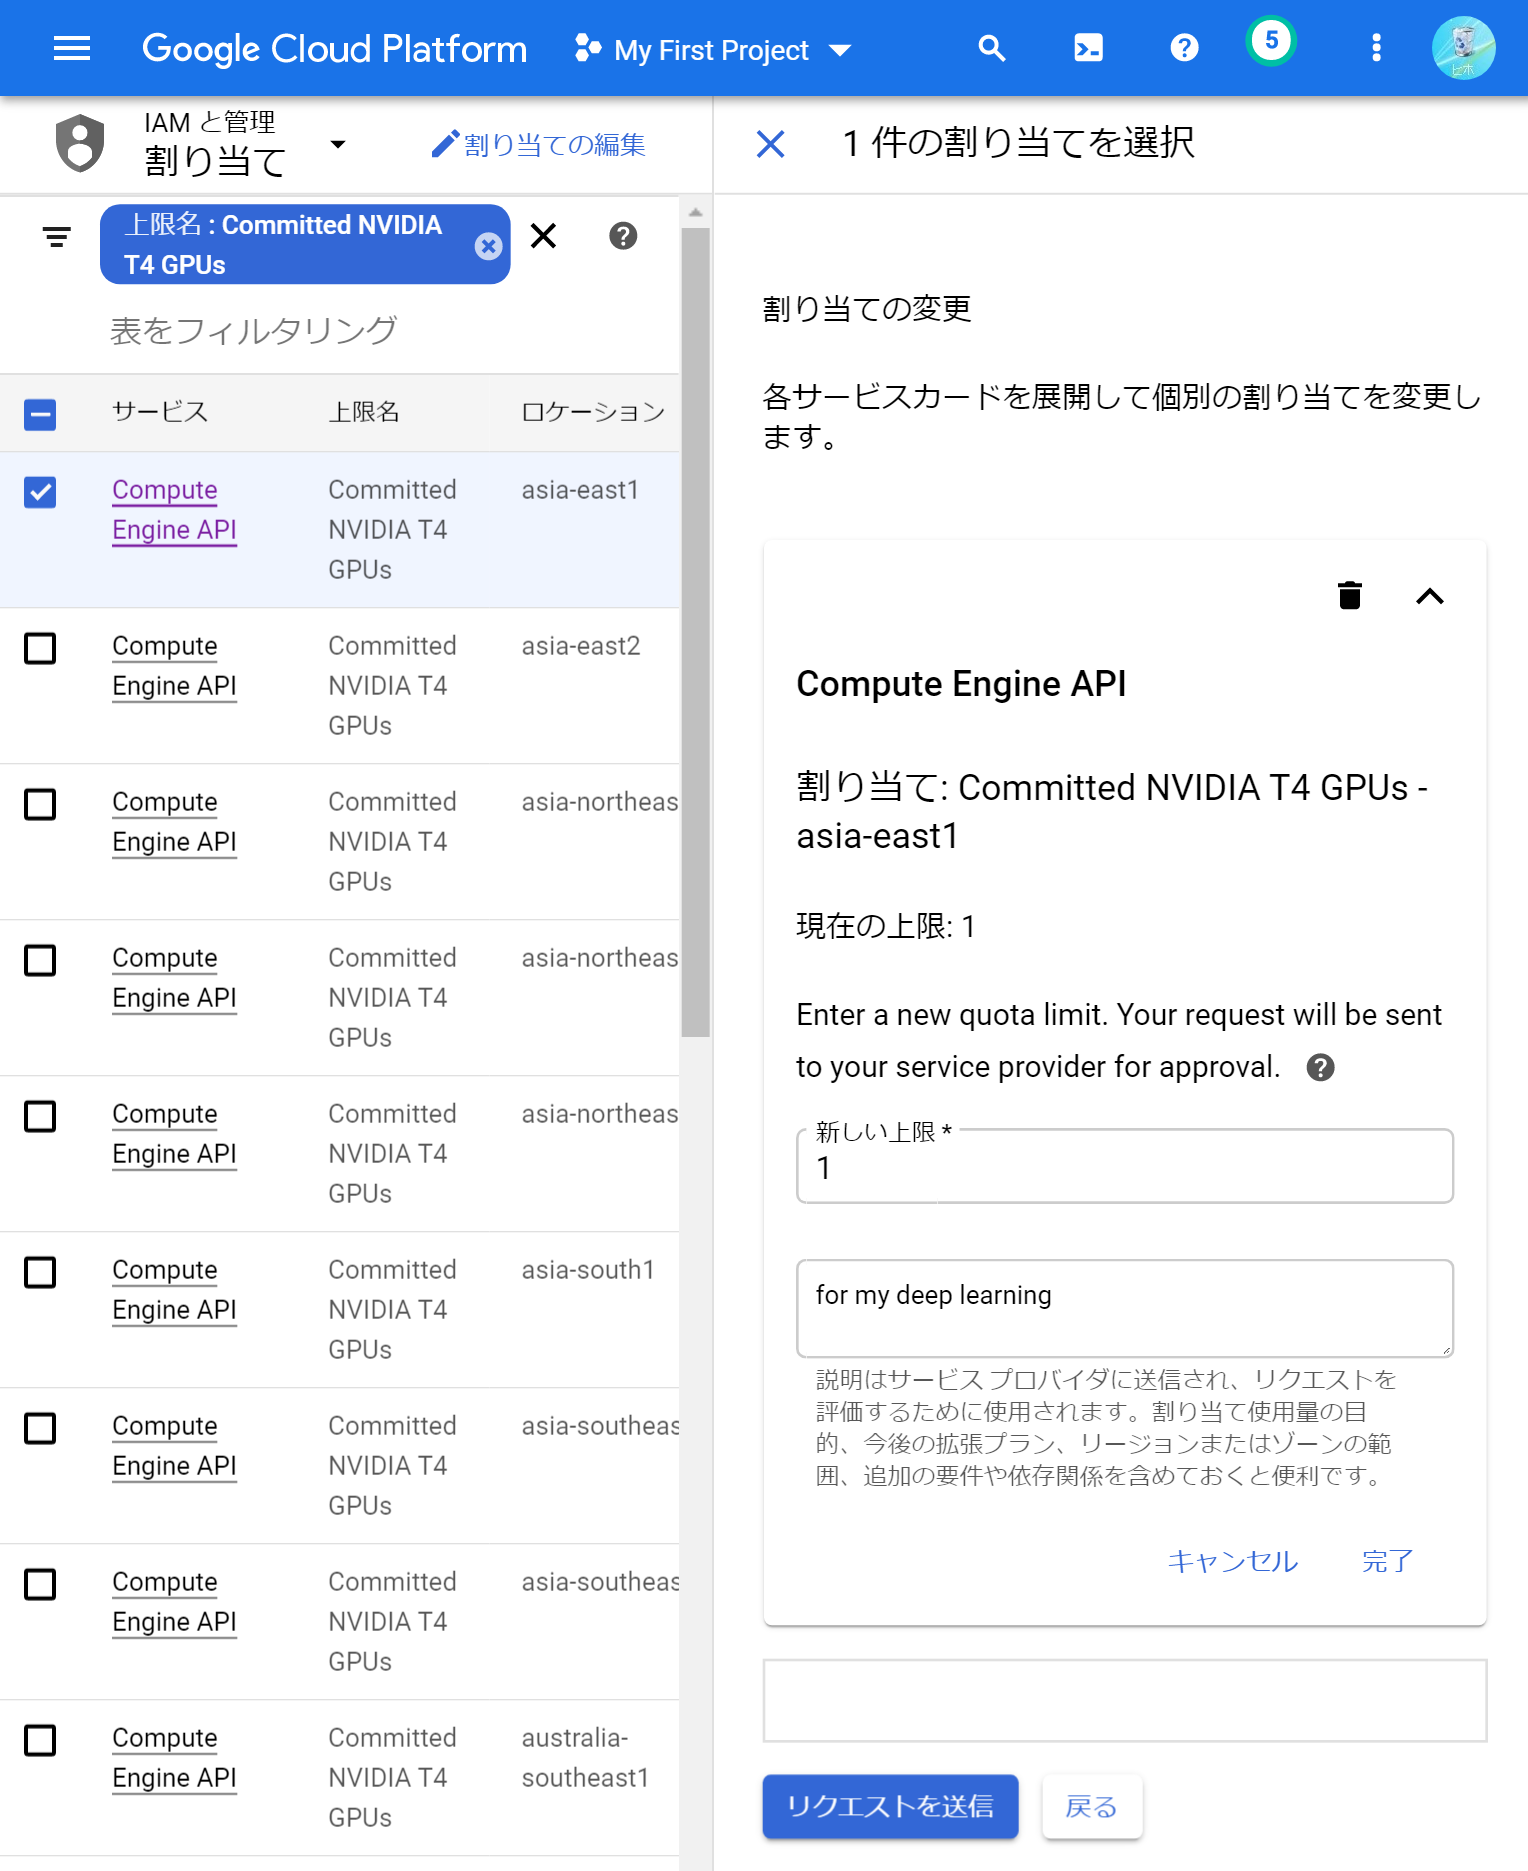 Google Cloud Platform
My First Project
5
ピホ
IAM と管理
割り当て
割り当ての編集
上限名 : Committed NVIDIA
T4 GPUs
表をフィルタリング
サービス 上限名 ロケーション
Compute Committed asia-east1
Engine API NVIDIA T4
GPUs
Compute Committed asia-east2
Engine API NVIDIA T4
GPUs
Compute Committed asia-northeas
Engine API NVIDIA T4
GPUs
Compute Committed asia-northeas
Engine API NVIDIA T4
GPUs
Compute Committed asia-northeas
Engine API NVIDIA T4
GPUs
Compute Committed asia-south1
Engine API NVIDIA T4
GPUs
Compute Committed asia-southeas
Engine API NVIDIA T4
GPUs
Compute Committed asia-southeas
Engine API NVIDIA T4
GPUs
Compute Committed australia-
Engine API NVIDIA T4 southeast1
GPUs
1 件の割り当てを選択
割り当ての変更
各サービスカードを展開して個別の割り当てを変更し
ます。
Compute Engine API
割り当て: Committed NVIDIA T4 GPUs -
asia-east1
現在の上限: 1
Enter a new quota limit. Your request will be sent
to your service provider for approval.
新しい上限 *
1
for my deep learning
説明はサービス プロバイダに送信され、リクエストを
評価するために使用されます。割り当て使用量の目
的、今後の拡張プラン、リージョンまたはゾーンの範
囲、追加の要件や依存関係を含めておくと便利です。
キャンセル 完了
リクエストを送信 戻る